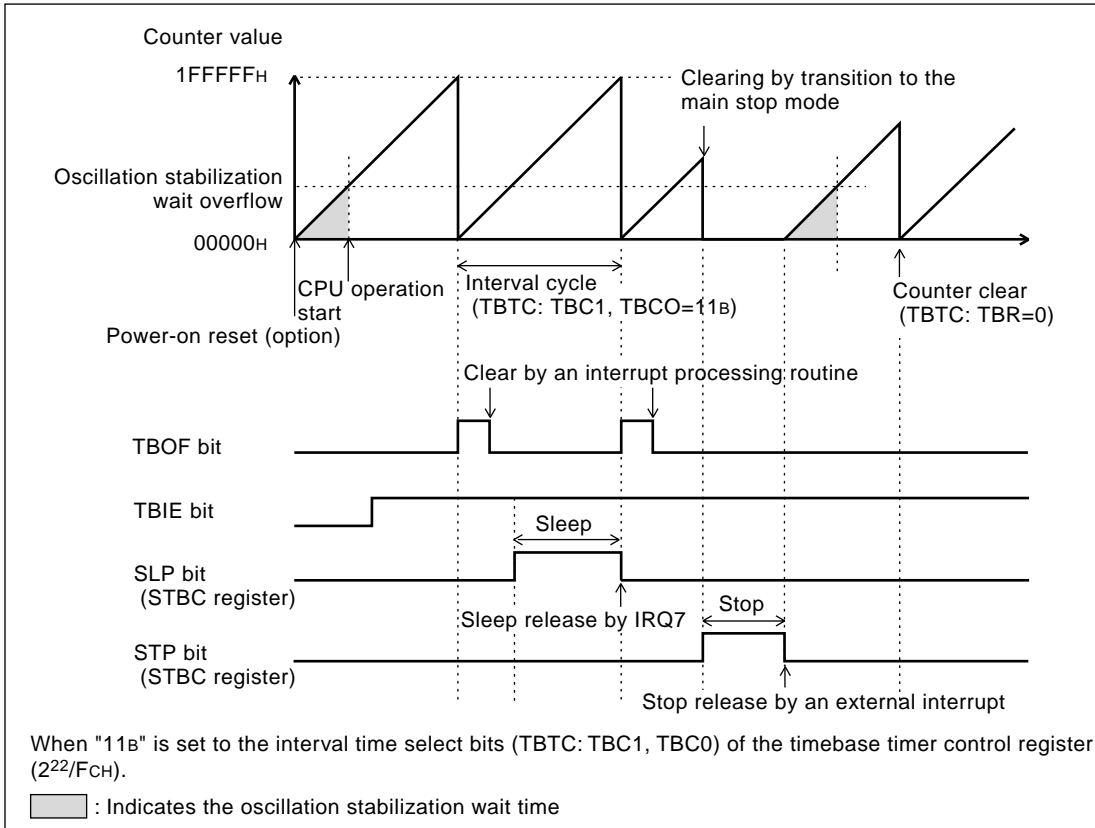 Counter value
1FFFFFH
Clearing by transition to the
main stop mode
Oscillation stabilization
wait overflow
00000H
CPU operation
start
Interval cycle
(TBTC: TBC1, TBCO=11B)
Counter clear
(TBTC: TBR=0)
Power-on reset (option)
Clear by an interrupt processing routine
TBOF bit
TBIE bit
Sleep
SLP bit
(STBC register)
Sleep release by IRQ7
Stop
STP bit
(STBC register)
Stop release by an external interrupt
When "11B" is set to the interval time select bits (TBTC: TBC1, TBC0) of the timebase timer control register
(2²²/FCH).
: Indicates the oscillation stabilization wait time